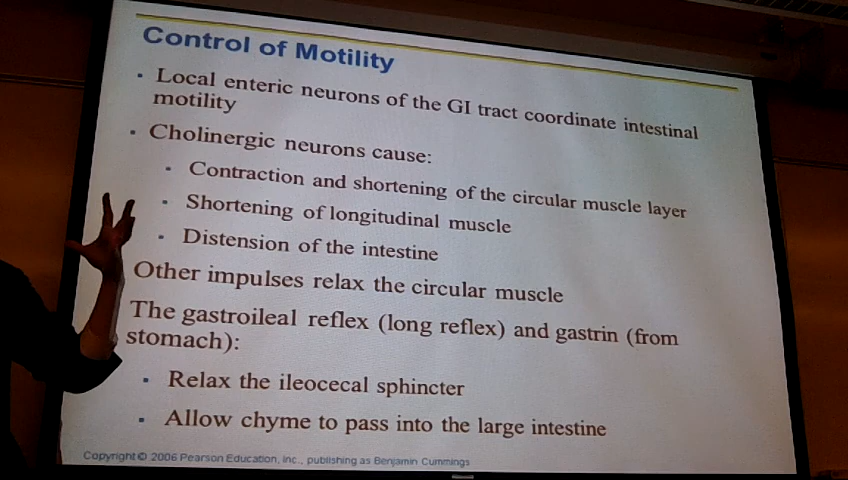 Control of Motility
• Local enteric neurons of the GI tract coordinate intestinal
motility
• Cholinergic neurons cause:
• Contraction and shortening of the circular muscle layer
• Shortening of longitudinal muscle
• Distension of the intestine
Other impulses relax the circular muscle
The gastroileal reflex (long reflex) and gastrin (from
stomach):
• Relax the ileocecal sphincter
• Allow chyme to pass into the large intestine
Copyright © 2006 Pearson Education, Inc., publishing as Benjamin Cummings